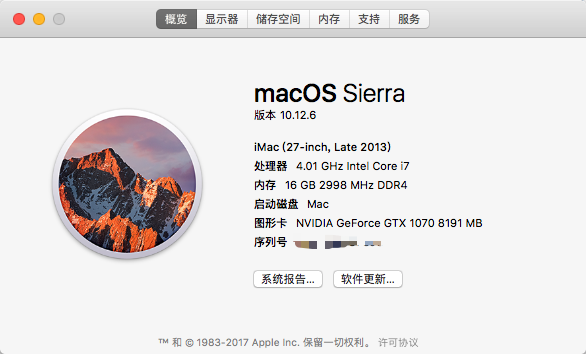 概览 显示器 储存空间 内存 支持 服务
macOS Sierra
版本 10.12.6
iMac (27-inch, Late 2013)
处理器 4.01 GHz Intel Core i7
内存 16 GB 2998 MHz DDR4
启动磁盘 Mac
图形卡 NVIDIA GeForce GTX 1070 8191 MB
序列号
系统报告... 软件更新...
™ 和 © 1983-2017 Apple Inc. 保留一切权利。 许可协议